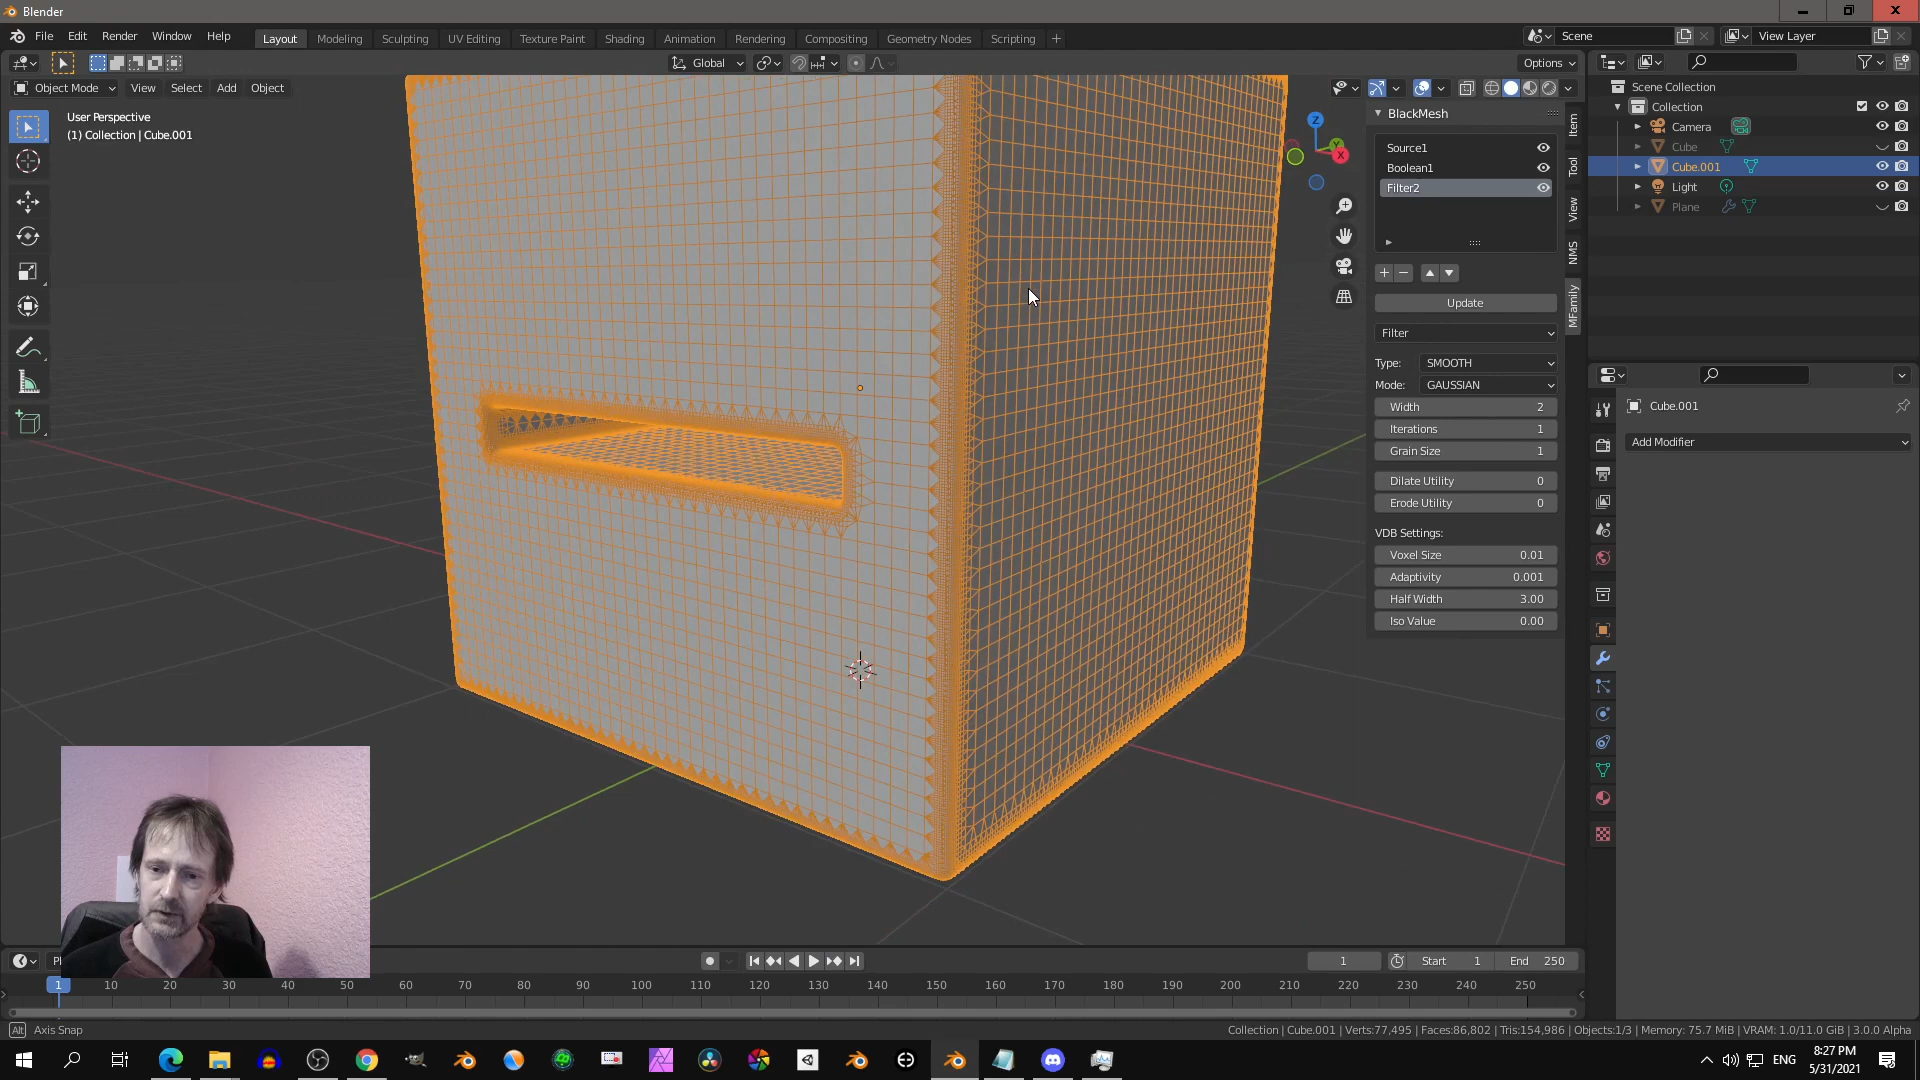 Blender
File Edit Render Window Help
Layout Modeling Sculpting UV Editing Texture Paint Shading Animation Rendering Compositing Geometry Nodes Scripting
Scene
View Layer
Global
Options
Object Mode View Select Add Object
User Perspective
(1) Collection | Cube.001
Z
Y
X
BlackMesh
Source1
Boolean1
Filter2
Update
Filter
Type: SMOOTH
Mode: GAUSSIAN
Width 2
Iterations 1
Grain Size 1
Dilate Utility 0
Erode Utility 0
VDB Settings:
Voxel Size 0.01
Adaptivity 0.001
Half Width 3.00
Iso Value 0.00
Item
Tool
View
NMS
MFamily
Scene Collection
Collection
Camera
Cube
Cube.001
Light
Plane
Cube.001
Add Modifier
1
Start 1
End 250
1 10 20 30 40 50 60 70 80 90 100 110 120 130 140 150 160 170 180 190 200 210 220 230 240 250
Alt Axis Snap
Collection | Cube.001 | Verts:77,495 | Faces:86,802 | Tris:154,986 | Objects:1/3 | Memory: 75.7 MiB | VRAM: 1.0/11.0 GiB | 3.0.0 Alpha
ENG
8:27 PM
5/31/2021